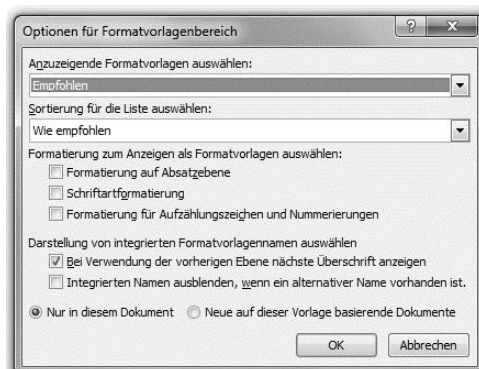 Optionen für Formatvorlagenbereich
Anzuzeigende Formatvorlagen auswählen:
Empfohlen
Sortierung für die Liste auswählen:
Wie empfohlen
Formatierung zum Anzeigen als Formatvorlagen auswählen:
Formatierung auf Absatzebene
Schriftartformatierung
Formatierung für Aufzählungszeichen und Nummerierungen
Darstellung von integrierten Formatvorlagennamen auswählen
Bei Verwendung der vorherigen Ebene nächste Überschrift anzeigen
Integrierten Namen ausblenden, wenn ein alternativer Name vorhanden ist.
Nur in diesem Dokument Neue auf dieser Vorlage basierende Dokumente
OK Abbrechen